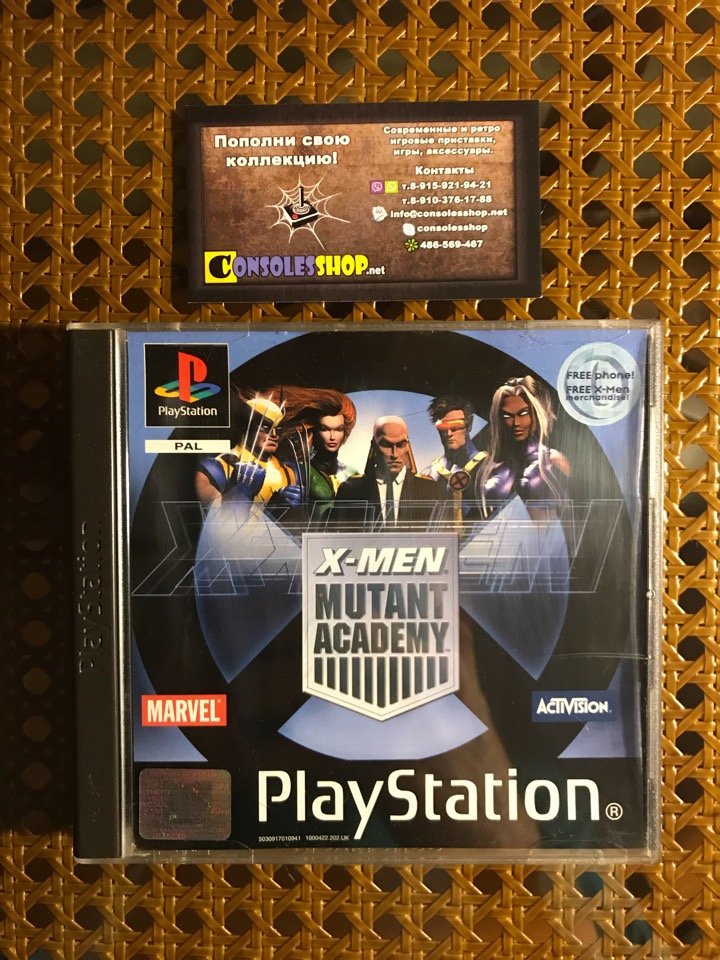 Пополни свою
коллекцию!
Современные и ретро
игровые приставки,
игры, аксессуары.
Контакты
т.8-915-921-94-21
т.8-910-376-17-88
info@consolesshop.net
consolesshop
486-569-467
CONSOLESSHOP.net
PlayStation
PlayStation
PAL
FREE phone!
FREE X-Men
merchandise!
X-MEN
X-MEN
MUTANT
ACADEMY
MARVEL
ACTIVISION.
PlayStation®
5030917010941 1000422.202.UK